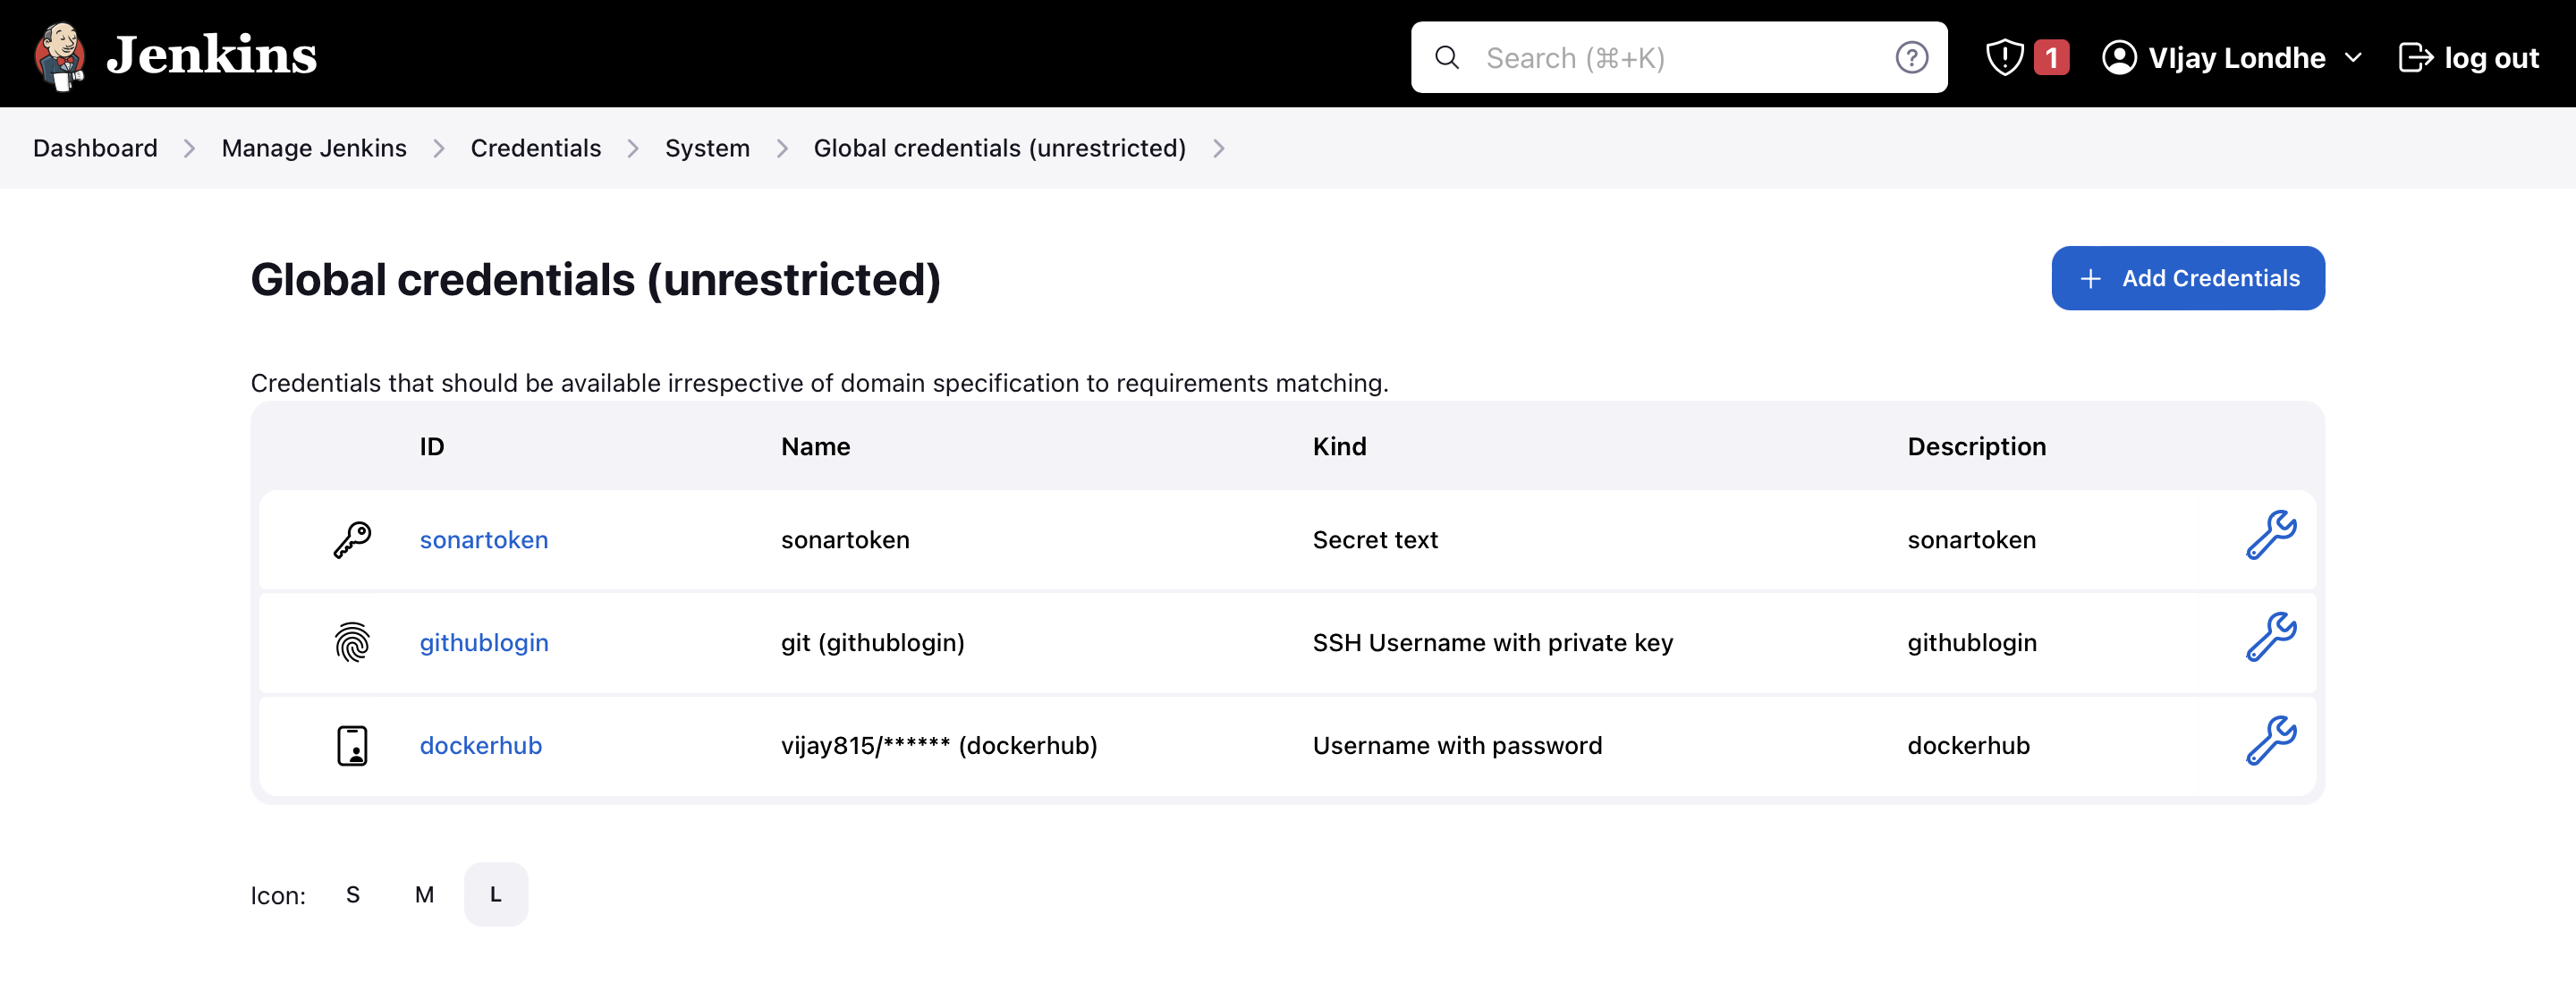 Jenkins
Search (⌘+K)
1
VIjay Londhe
log out
Dashboard
Manage Jenkins
Credentials
System
Global credentials (unrestricted)
Global credentials (unrestricted)
Add Credentials
Credentials that should be available irrespective of domain specification to requirements matching.
ID Name Kind Description
sonartoken sonartoken Secret text sonartoken
githublogin git (githublogin) SSH Username with private key githublogin
dockerhub vijay815/****** (dockerhub) Username with password dockerhub
Icon: S M L